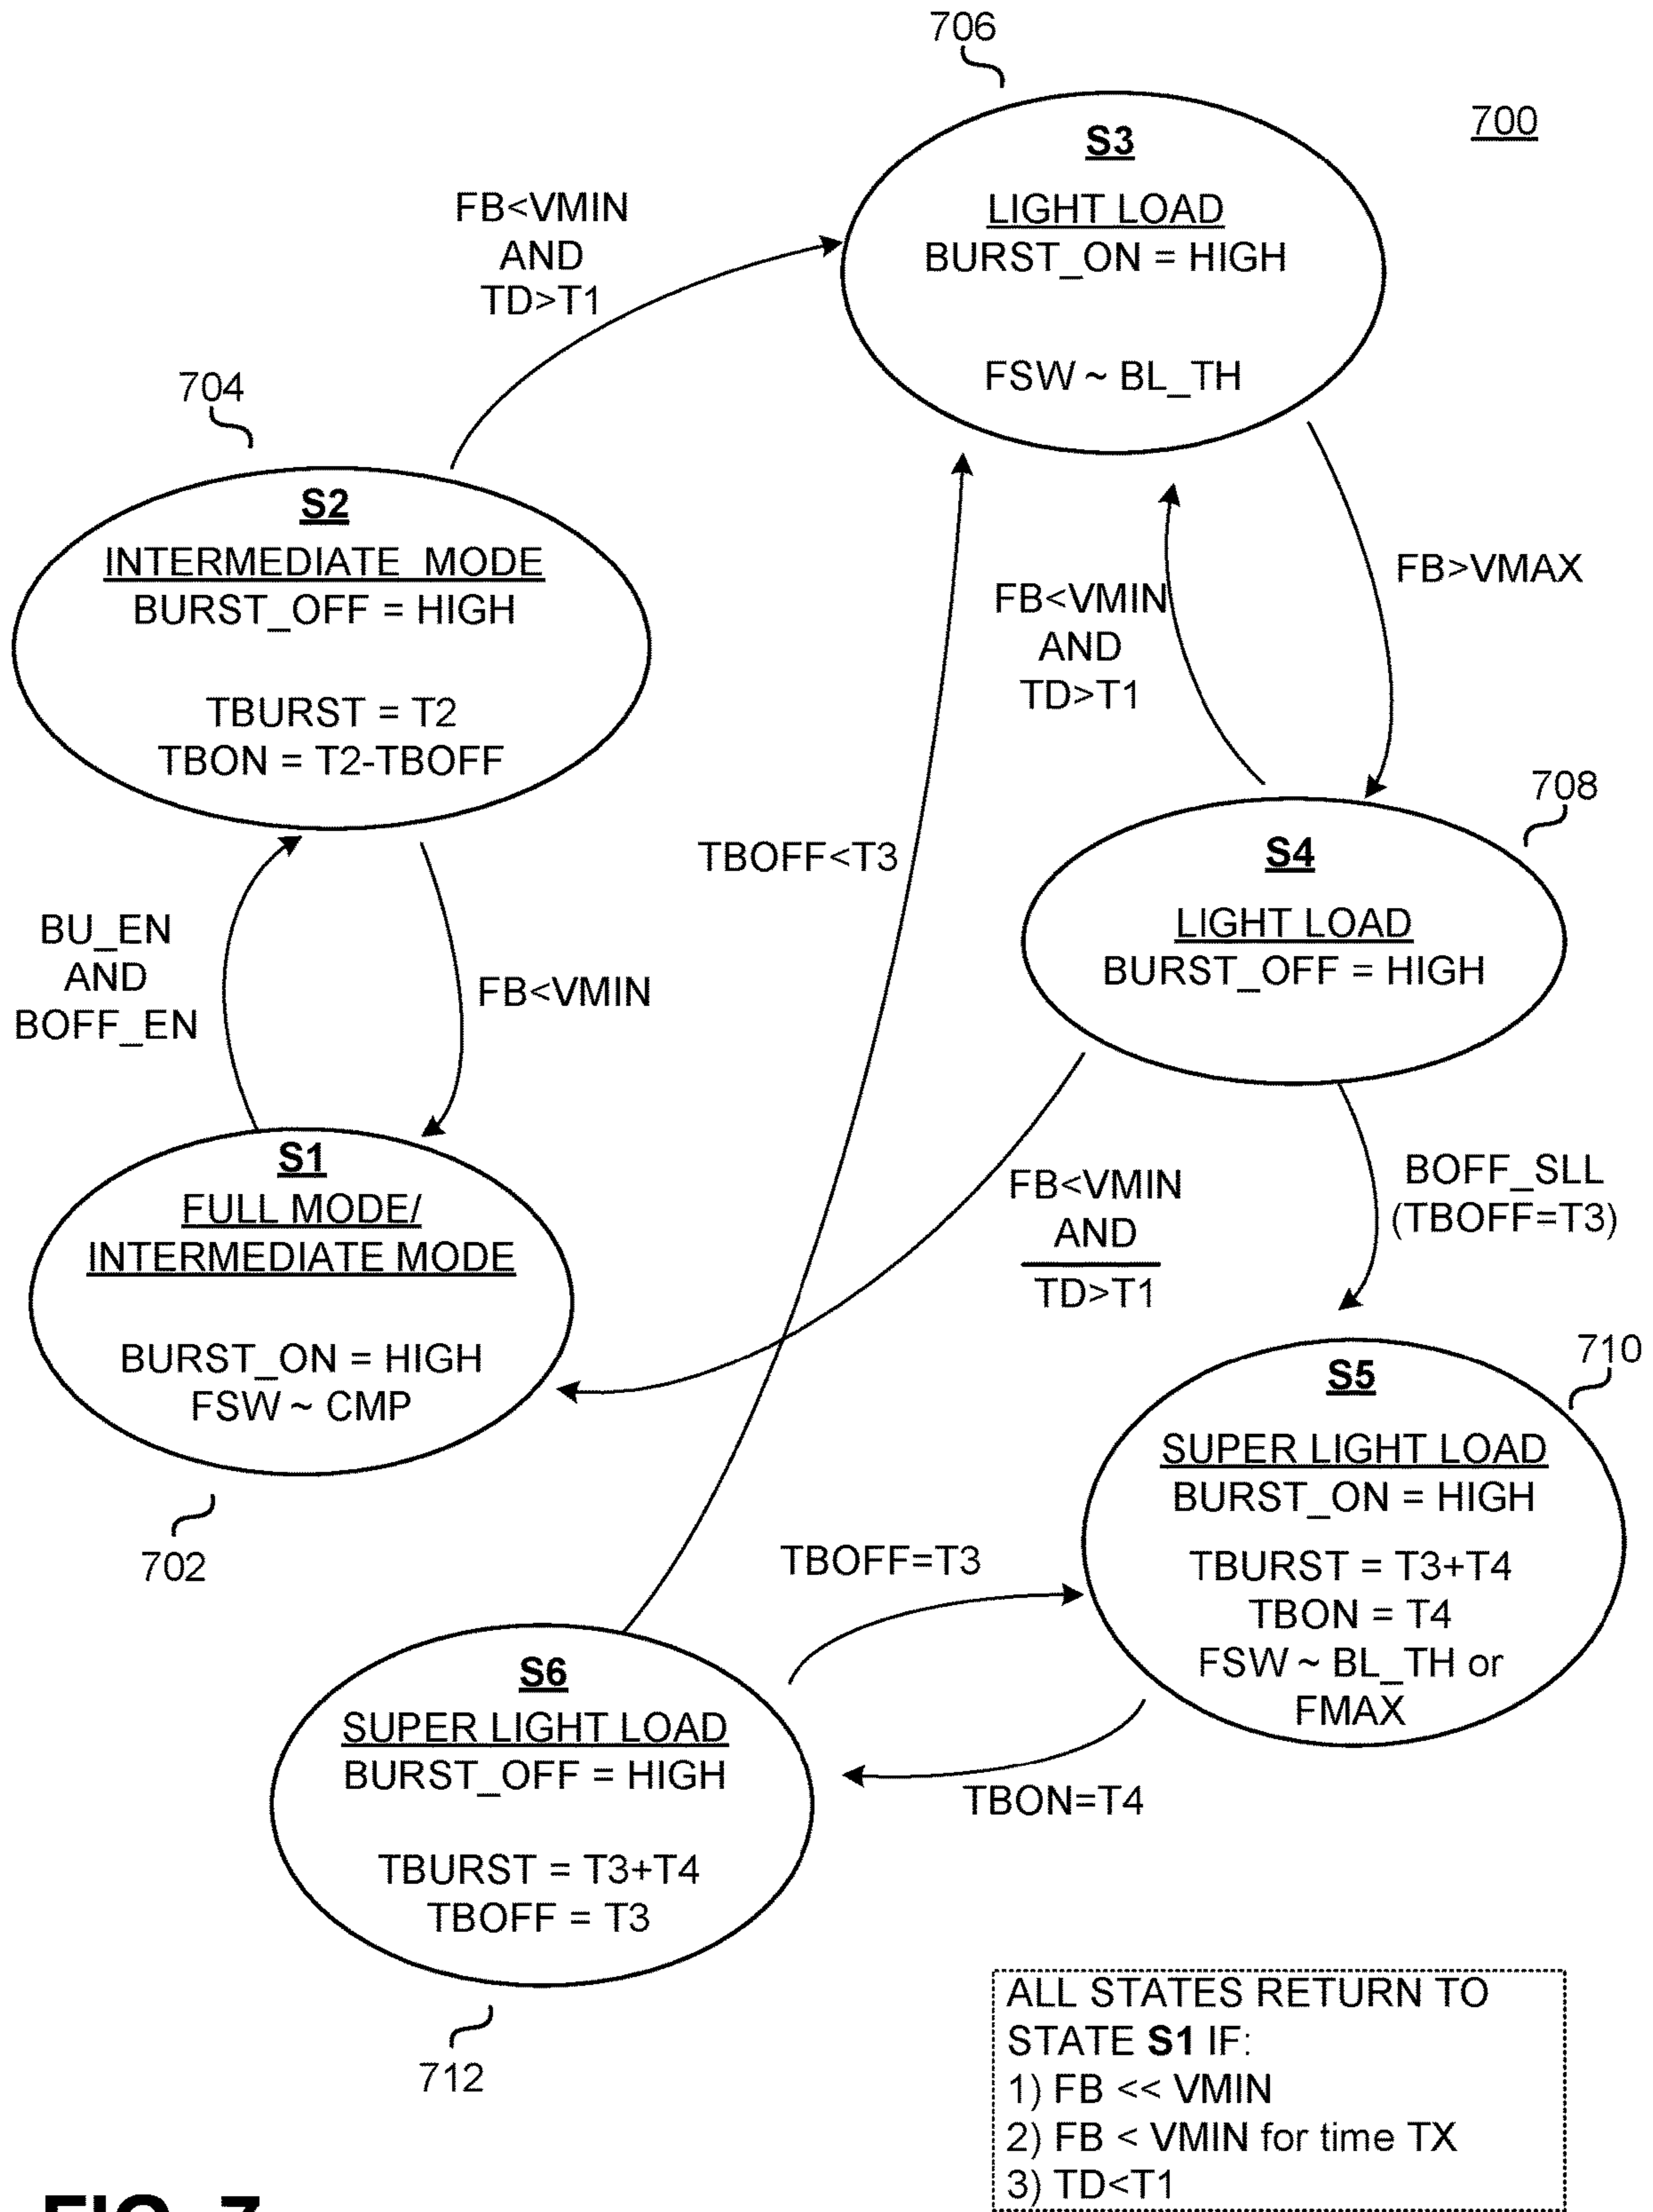 706
700
S3
LIGHT LOAD
BURST_ON = HIGH
FSW ~ BL_TH
FB<VMIN
AND
TD>T1
704
S2
INTERMEDIATE MODE
BURST_OFF = HIGH
TBURST = T2
TBON = T2-TBOFF
FB>VMAX
FB<VMIN
AND
TD>T1
708
S4
LIGHT LOAD
BURST_OFF = HIGH
TBOFF<T3
BU_EN
AND
BOFF_EN
FB<VMIN
S1
FULL MODE/
INTERMEDIATE MODE
BURST_ON = HIGH
FSW ~ CMP
702
FB<VMIN
AND
TD>T1
BOFF_SLL
(TBOFF=T3)
710
S5
SUPER LIGHT LOAD
BURST_ON = HIGH
TBURST = T3+T4
TBON = T4
FSW ~ BL_TH or
FMAX
TBOFF=T3
TBON=T4
S6
SUPER LIGHT LOAD
BURST_OFF = HIGH
TBURST = T3+T4
TBOFF = T3
712
ALL STATES RETURN TO
STATE S1 IF:
1) FB << VMIN
2) FB < VMIN for time TX
3) TD<T1
FIG. 7